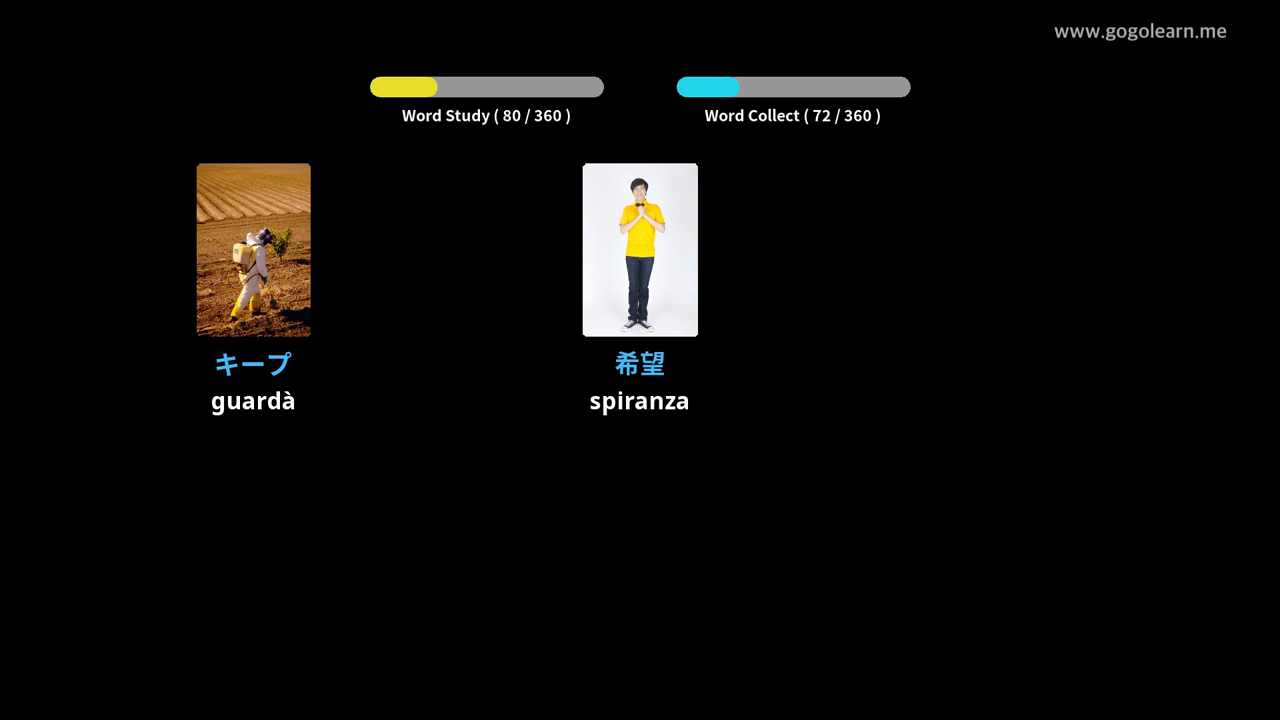 www.gogolearn.me
Word Study ( 80 / 360 )
Word Collect ( 72 / 360 )
キープ
guardà
希望
spiranza